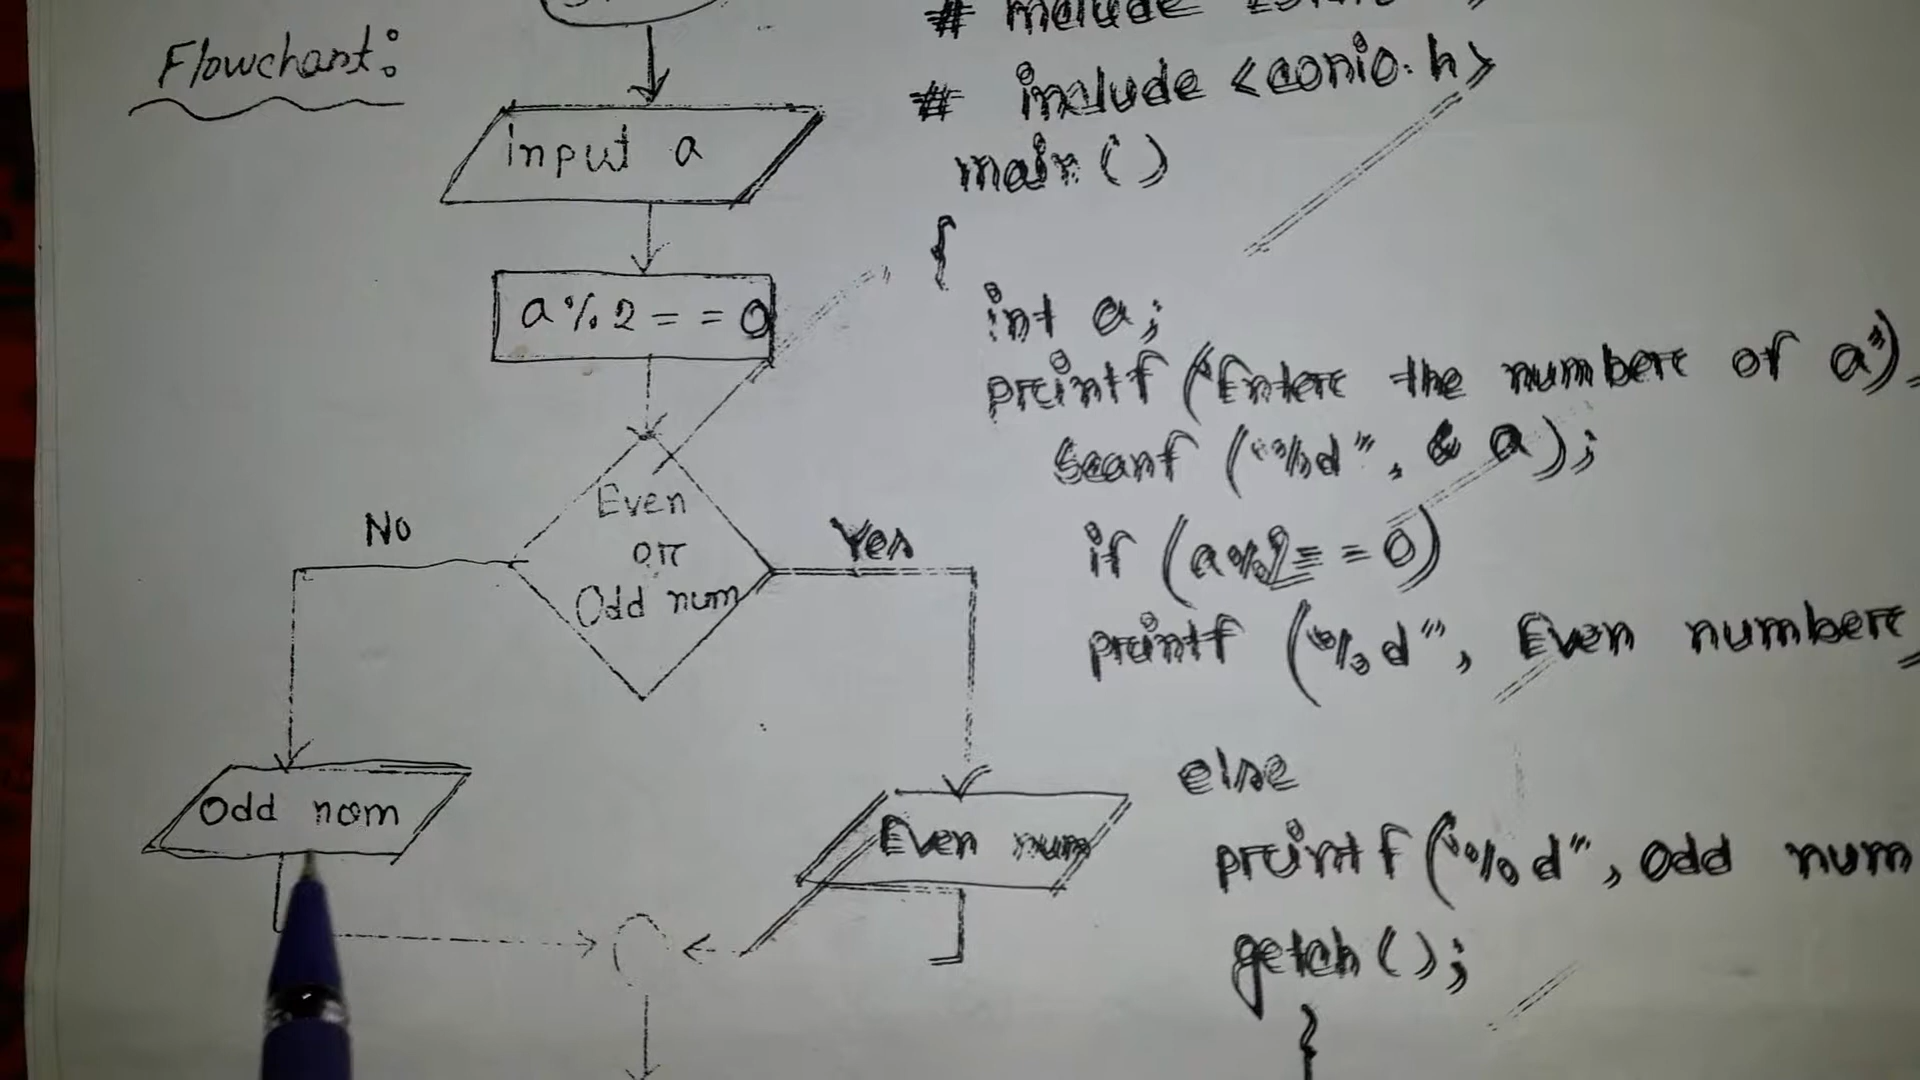 Flowchart:
input a
a%2 = = 0
Even
or
Odd num
No
Yes
Odd num
Even num
# include
# include <conio.h>
main ()
{
int a;
printf ("Enter the number of a")
scanf ("%d", & a);
if (a%2 = = 0)
printf ("%d", Even number
else
printf ("%d", Odd num
getch ();
}